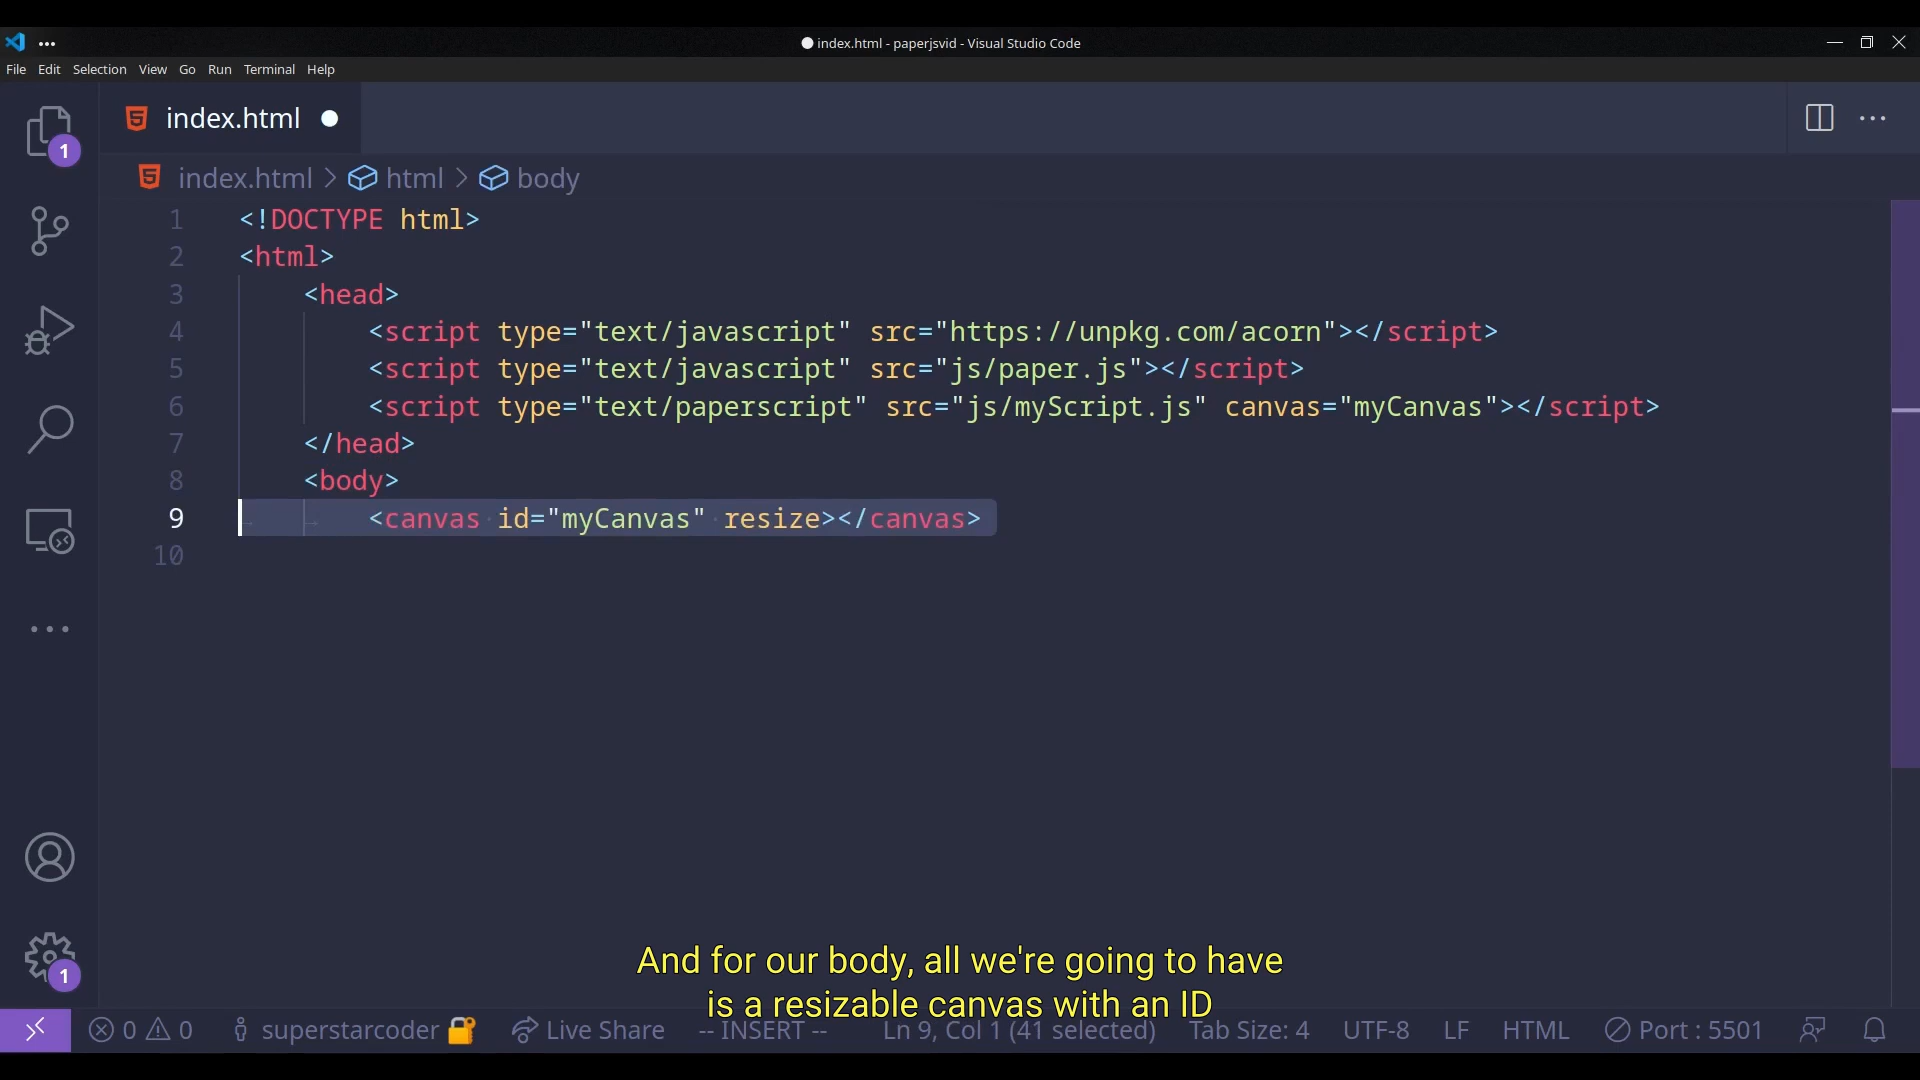 index.html - paperjsvid - Visual Studio Code
File Edit Selection View Go Run Terminal Help
index.html
1
index.html > html > body
1 <!DOCTYPE html>
2 <html>
3 <head>
4 <script type="text/javascript" src="https://unpkg.com/acorn"></script>
5 <script type="text/javascript" src="js/paper.js"></script>
6 <script type="text/paperscript" src="js/myScript.js" canvas="myCanvas"></script>
7 </head>
8 <body>
9 <canvas id="myCanvas" resize></canvas>
10
And for our body, all we're going to have
is a resizable canvas with an ID
1
0 0 superstarcoder Live Share -- INSERT -- Ln 9, Col 1 (41 selected) Tab Size: 4 UTF-8 LF HTML Port : 5501